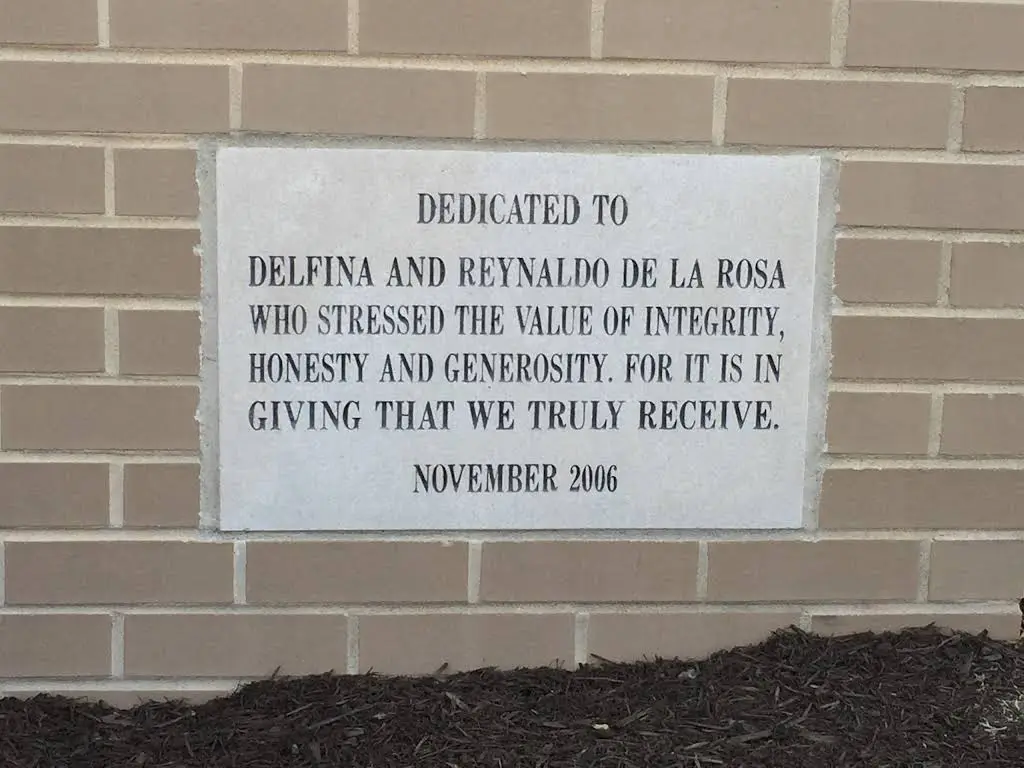 DEDICATED TO
DELFINA AND REYNALDO DE LA ROSA
WHO STRESSED THE VALUE OF INTEGRITY,
HONESTY AND GENEROSITY. FOR IT IS IN
GIVING THAT WE TRULY RECEIVE.
NOVEMBER 2006